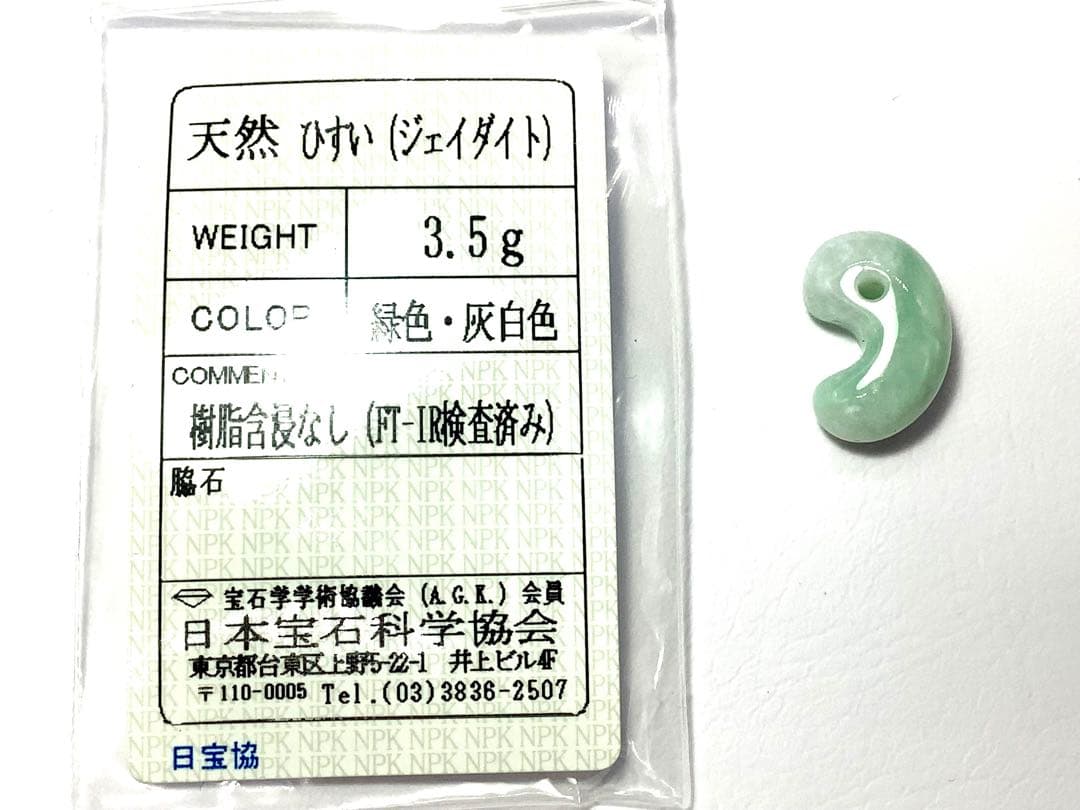 天然 ひすい (ジェイダイト)
WEIGHT 3.5g
COLOR 緑色・灰白色
COMMEN
樹脂含浸なし (FT-IR検査済み)
脇石
宝石学学術協議会 (A.G.K.) 会員
日本宝石科学協会
東京都台東区上野5-22-1 井上ビル4F
〒110-0005 Tel.(03)3836-2507
日宝協